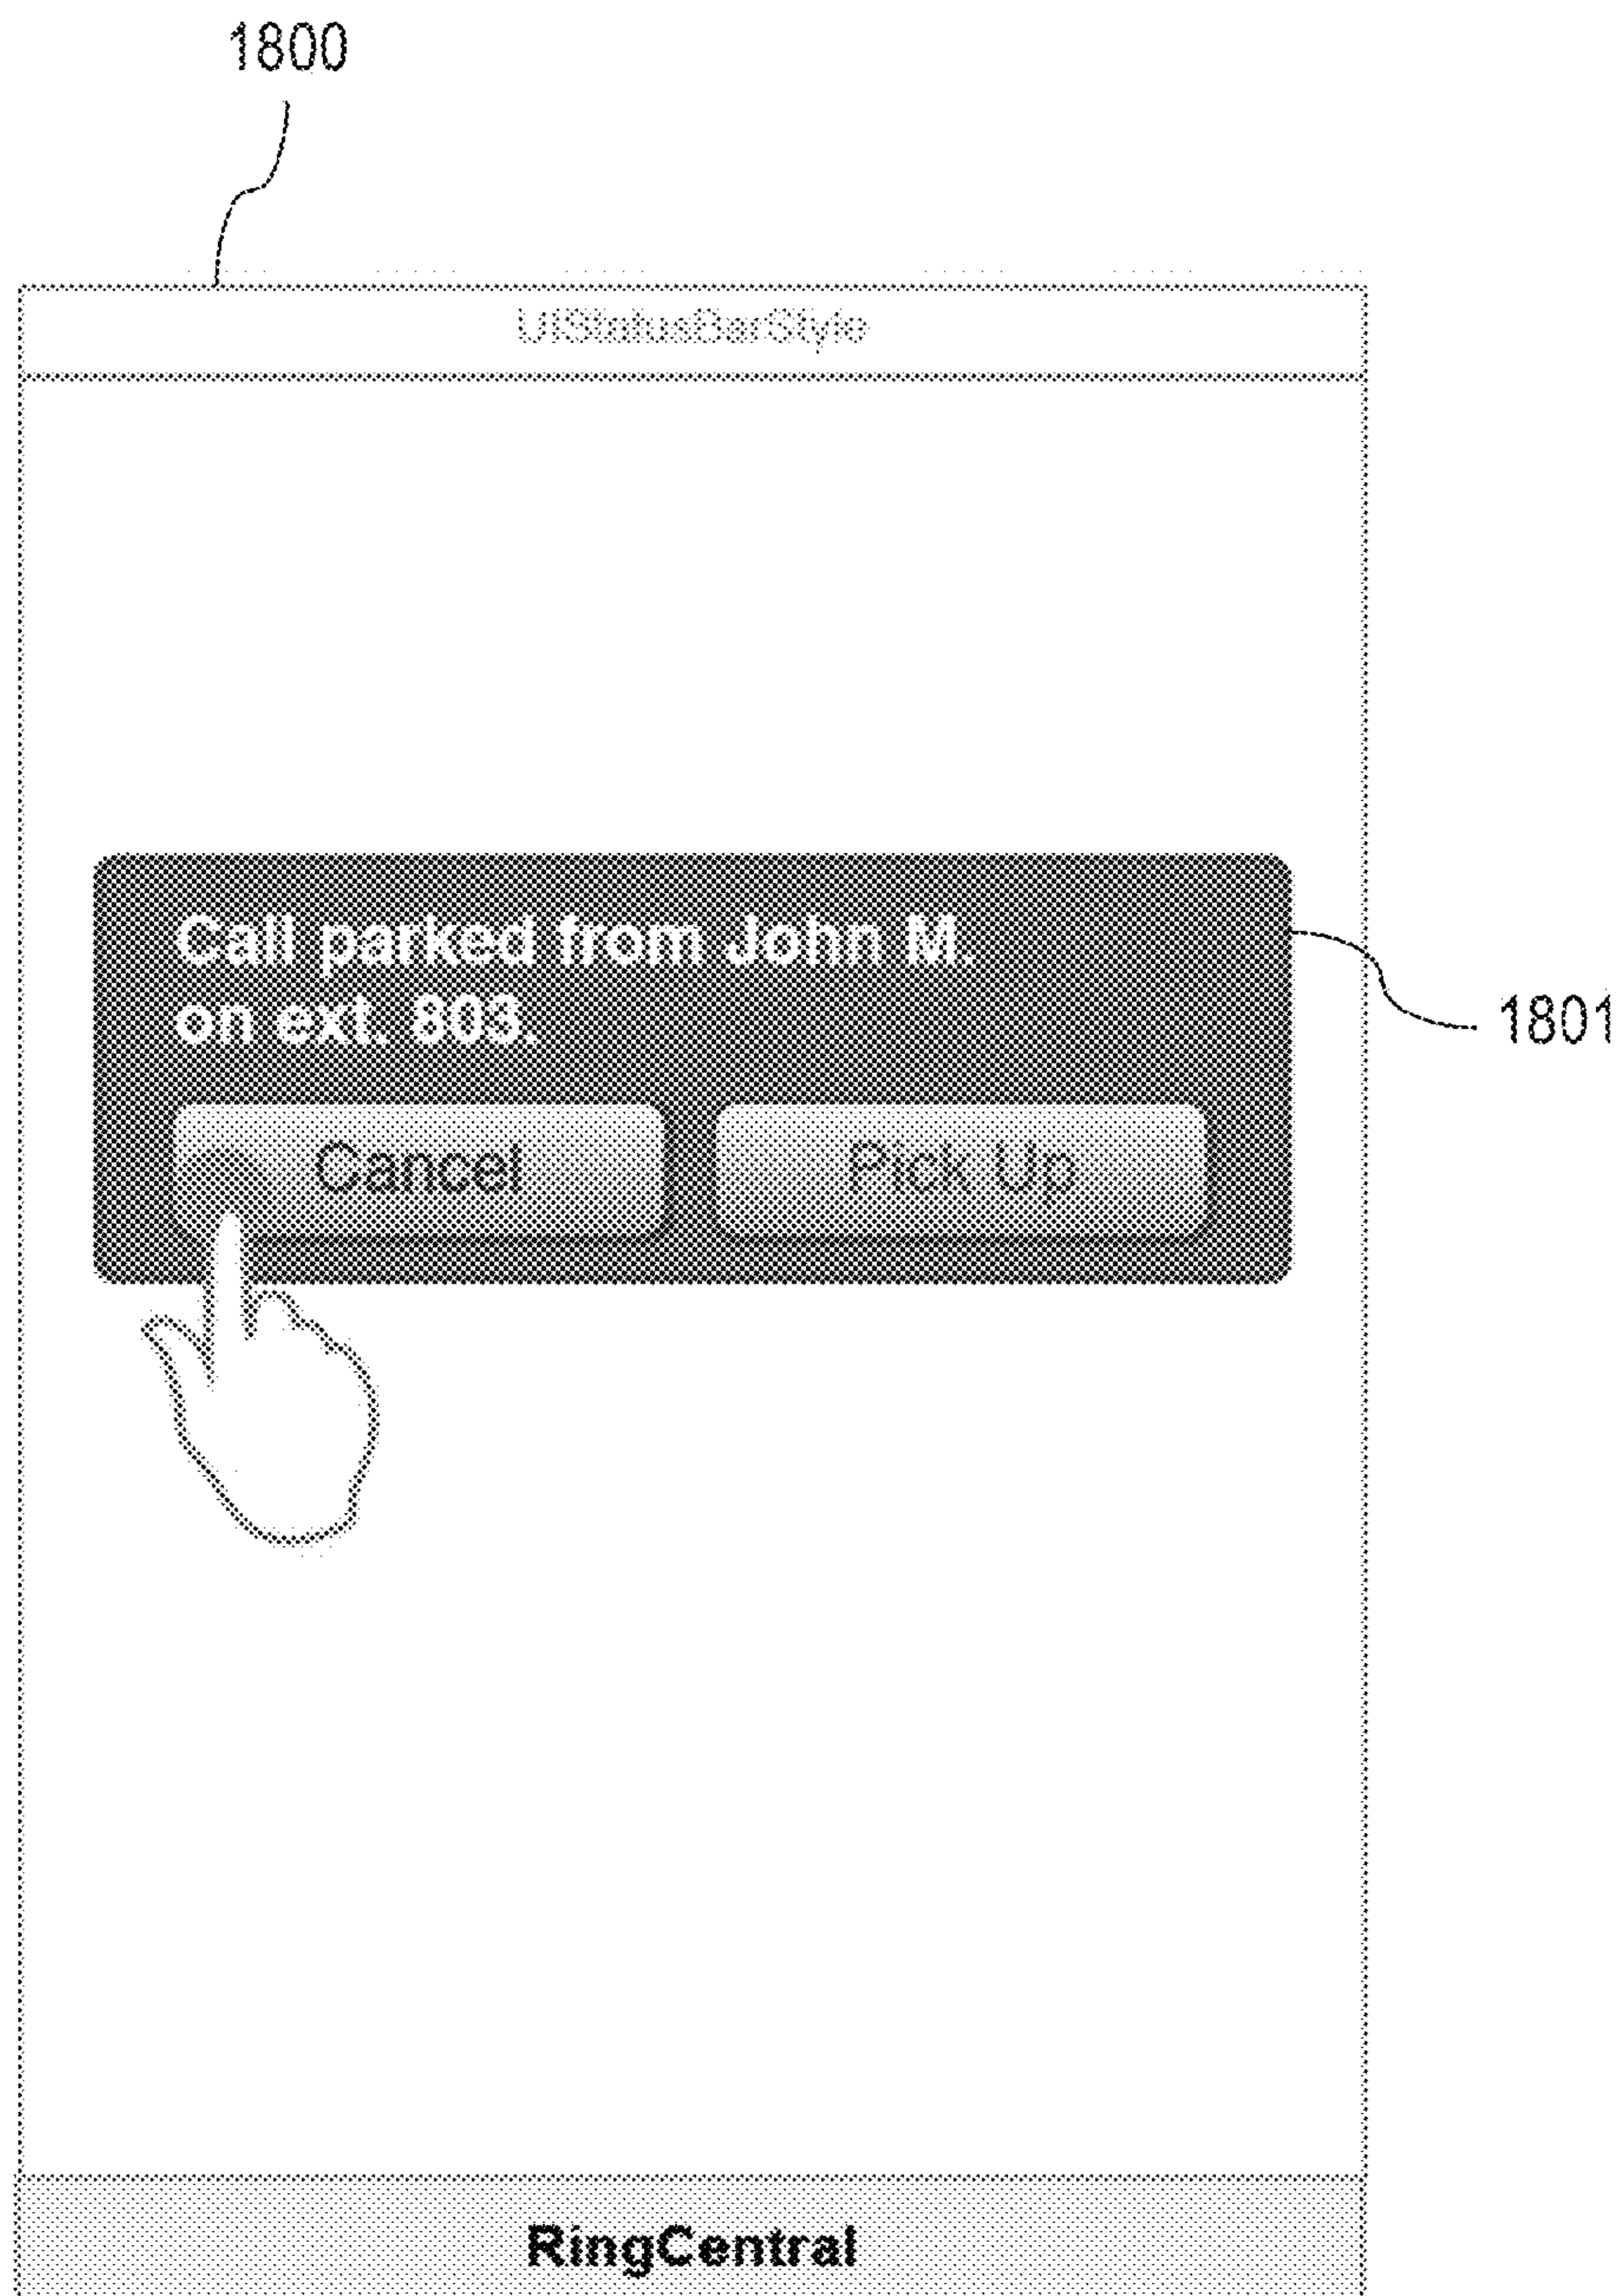 1800
UIStatusBarStyle
Call parked from John M.
on ext. 803.
1801
Cancel
Pick Up
RingCentral